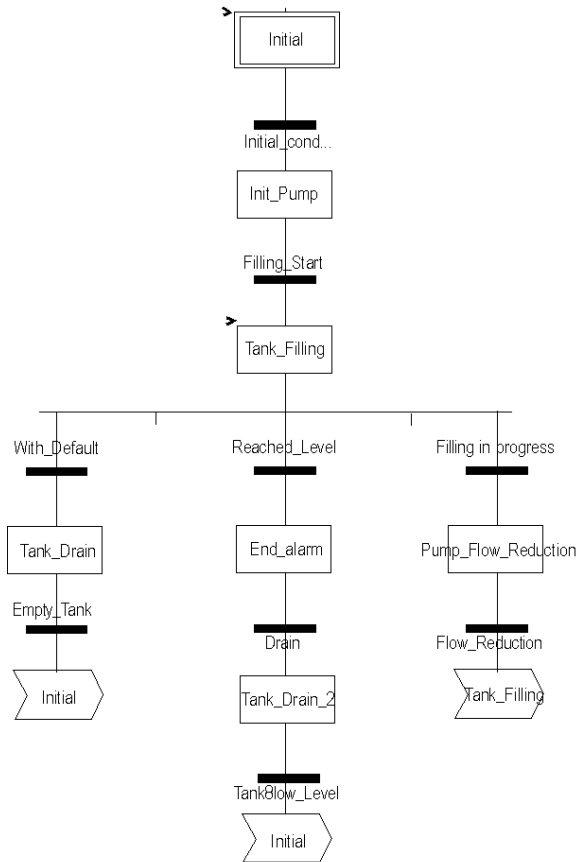 Initial
Initial_cond...
Init_Pump
Filling_Start
Tank_Filling
With_Default
Reached_Level
Filling in progress
Tank_Drain
End_alarm
Pump_Flow_Reduction
Empty_Tank
Drain
Flow_Reduction
Initial
Tank_Drain_2
Tank_Filling
Tank8low_Level
Initial